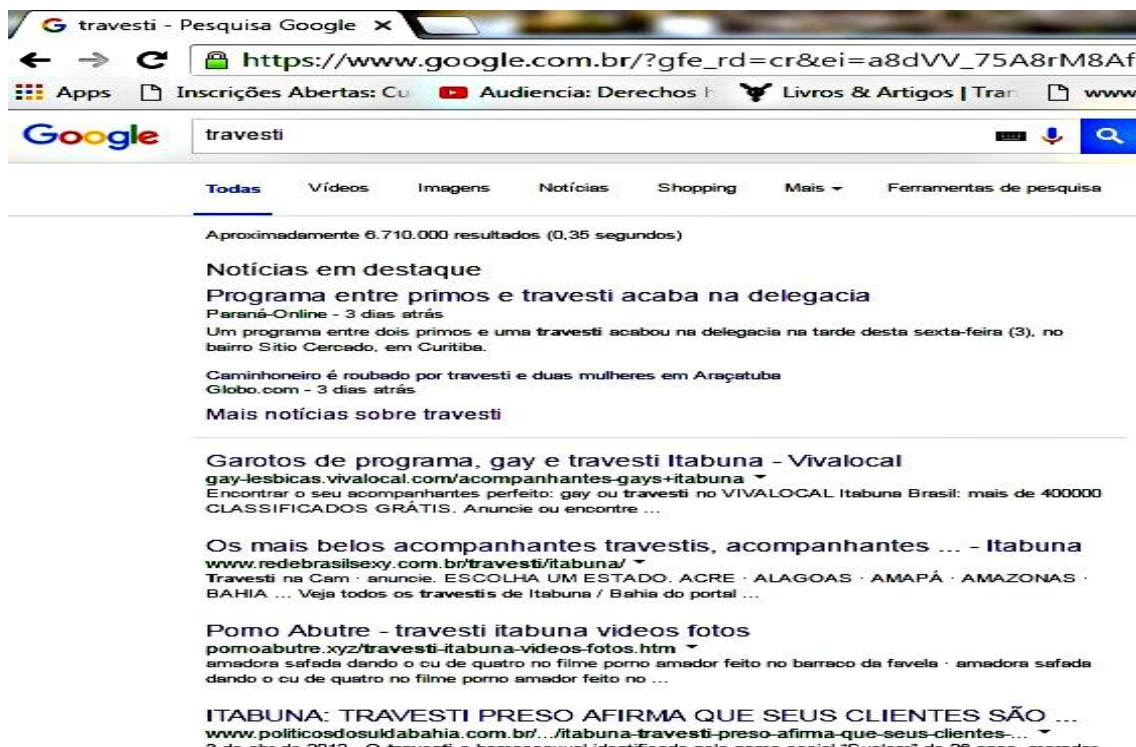 travesti - Pesquisa Google
https://www.google.com.br/?gfe_rd=cr&ei=a8dVV_75A8rM8Af
Apps Inscrições Abertas: Cu Audiencia: Derechos h Livros & Artigos | Tran www
Google travesti
Todas Vídeos Imagens Notícias Shopping Mais Ferramentas de pesquisa
Aproximadamente 6.710.000 resultados (0,35 segundos)
Notícias em destaque
Programa entre primos e travesti acaba na delegacia
Paraná-Online - 3 dias atrás
Um programa entre dois primos e uma travesti acabou na delegacia na tarde desta sexta-feira (3), no
bairro Sítio Cercado, em Curitiba.
Caminhoneiro é roubado por travesti e duas mulheres em Araçatuba
Globo.com - 3 dias atrás
Mais notícias sobre travesti
Garotos de programa, gay e travesti Itabuna - Vivalocal
gay-lesbicas.vivalocal.com/acompanhantes-gays+itabuna
Encontrar o seu acompanhantes perfeito: gay ou travesti no VIVALOCAL Itabuna Brasil: mais de 400000
CLASSIFICADOS GRÁTIS. Anuncie ou encontre ...
Os mais belos acompanhantes travestis, acompanhantes ... - Itabuna
www.redebrasilsexy.com.br/travesti/itabuna/
Travesti na Cam · anuncie. ESCOLHA UM ESTADO. ACRE · ALAGOAS · AMAPÁ · AMAZONAS ·
BAHIA ... Veja todos os travestis de Itabuna / Bahia do portal ...
Porno Abutre - travesti itabuna videos fotos
pornoabutre.xyz/travesti-itabuna-videos-fotos.htm
amadora safada dando o cu de quatro no filme porno amador feito no barraco da favela · amadora safada
dando o cu de quatro no filme porno amador feito no ...
ITABUNA: TRAVESTI PRESO AFIRMA QUE SEUS CLIENTES SÃO ...
www.politicosdosuldabahia.com.br/.../itabuna-travesti-preso-afirma-que-seus-clientes-...